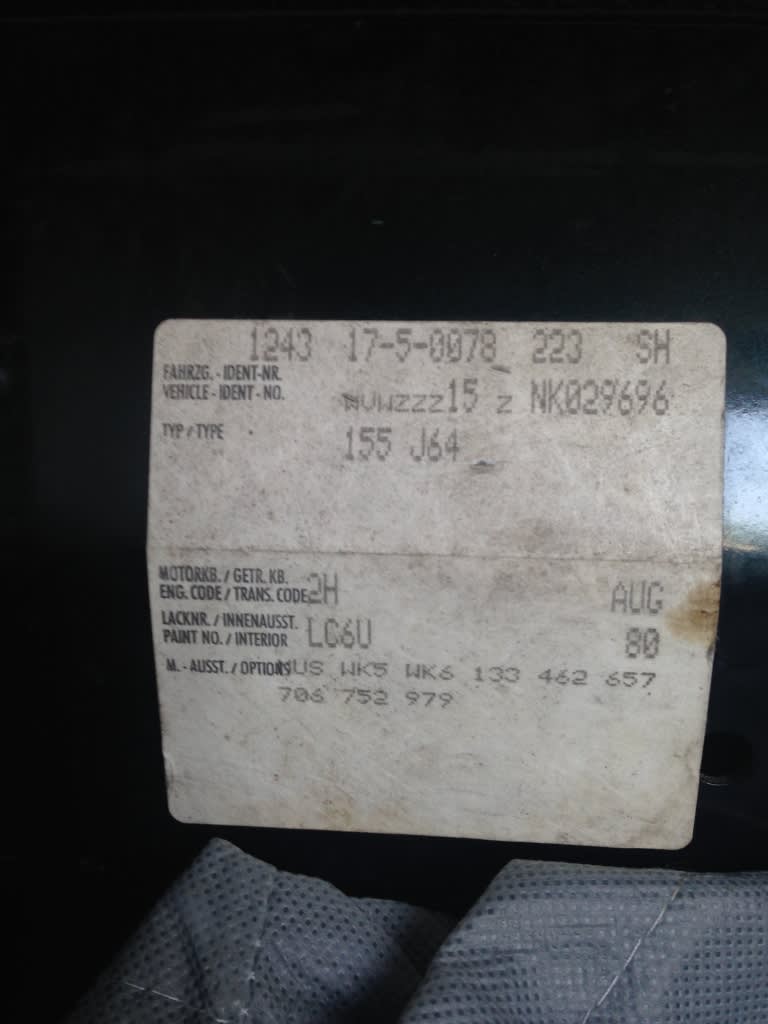 1243 17-5-0078 223 SH
FAHRZG. - IDENT-NR.
VEHICLE - IDENT - NO. WVWZZZ15 Z NK029696
TYP / TYPE 155 J64
MOTORKB. / GETR. KB.
ENG. CODE / TRANS. CODE 2H AUG
LACKNR. / INNENAUSST.
PAINT NO. / INTERIOR LC6U 80
M. - AUSST. / OPTIONS WK5 WK6 133 462 657
706 752 979